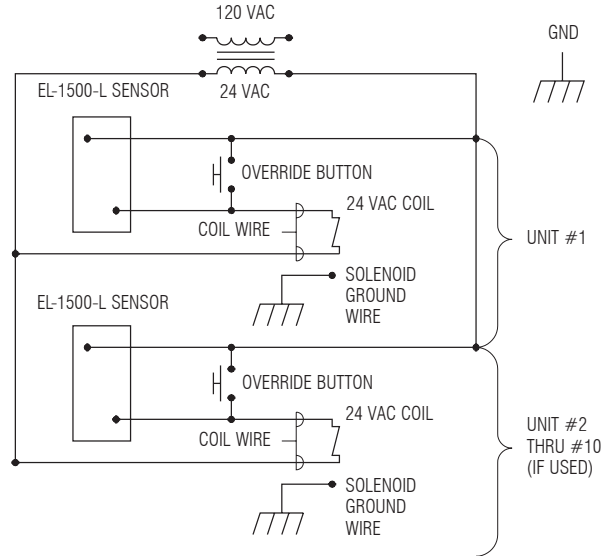 120 VAC
GND
24 VAC
EL-1500-L SENSOR
OVERRIDE BUTTON
24 VAC COIL
COIL WIRE
UNIT #1
SOLENOID
GROUND
WIRE
EL-1500-L SENSOR
OVERRIDE BUTTON
24 VAC COIL
COIL WIRE
UNIT #2
THRU #10
(IF USED)
SOLENOID
GROUND
WIRE